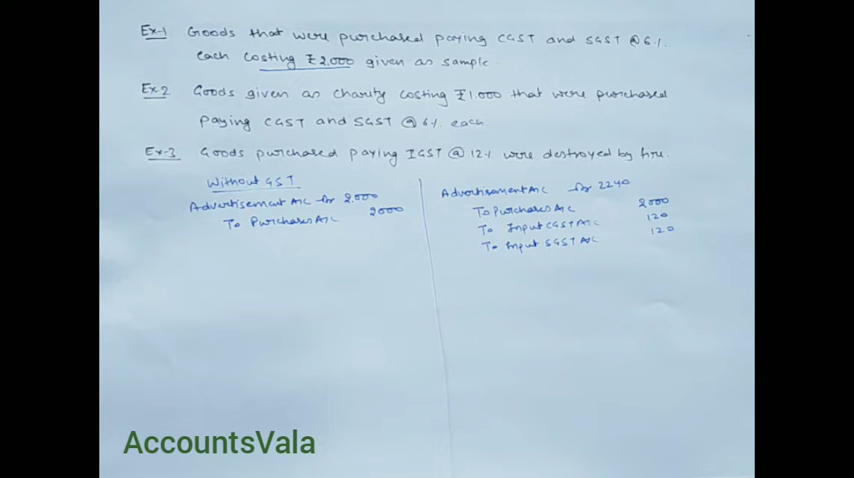 Ex-1 Goods that were purchased paying CGST and SGST @ 6%
each costing ₹2,000 given as sample
Ex2 Goods given as charity costing ₹1,000 that were purchased
paying CGST and SGST @ 6% each
Ex-3 Goods purchased paying IGST @ 12% were destroyed by fire.
Without GST
Advertisement A/c Dr 2,000
To Purchases A/c 2000
Advertisement A/c Dr 2240
To Purchases A/c 2000
To Input CGST A/c 120
To Input SGST A/c 120
AccountsVala